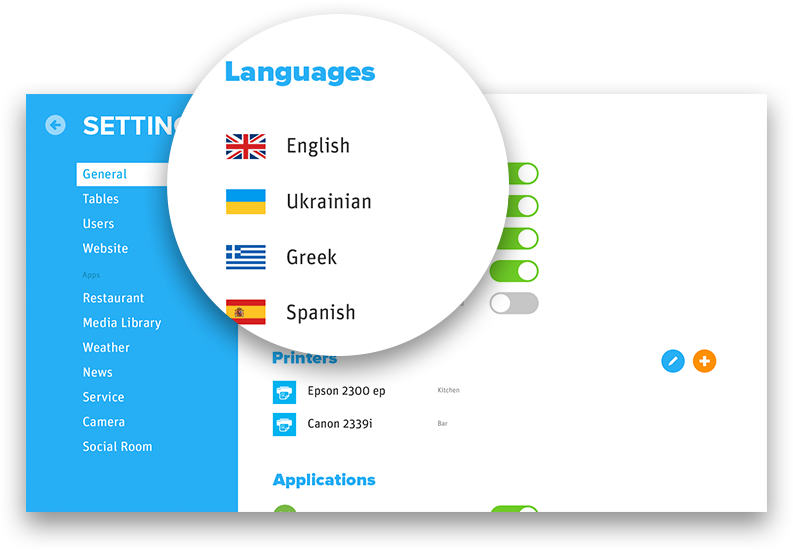 SETTIN
General
Tables
Users
Website
Apps
Restaurant
Media Library
Weather
News
Service
Camera
Social Room
Languages
English
Ukrainian
Greek
Spanish
Printers
Epson 2300 ep
Kitchen
Canon 2339i
Bar
Applications